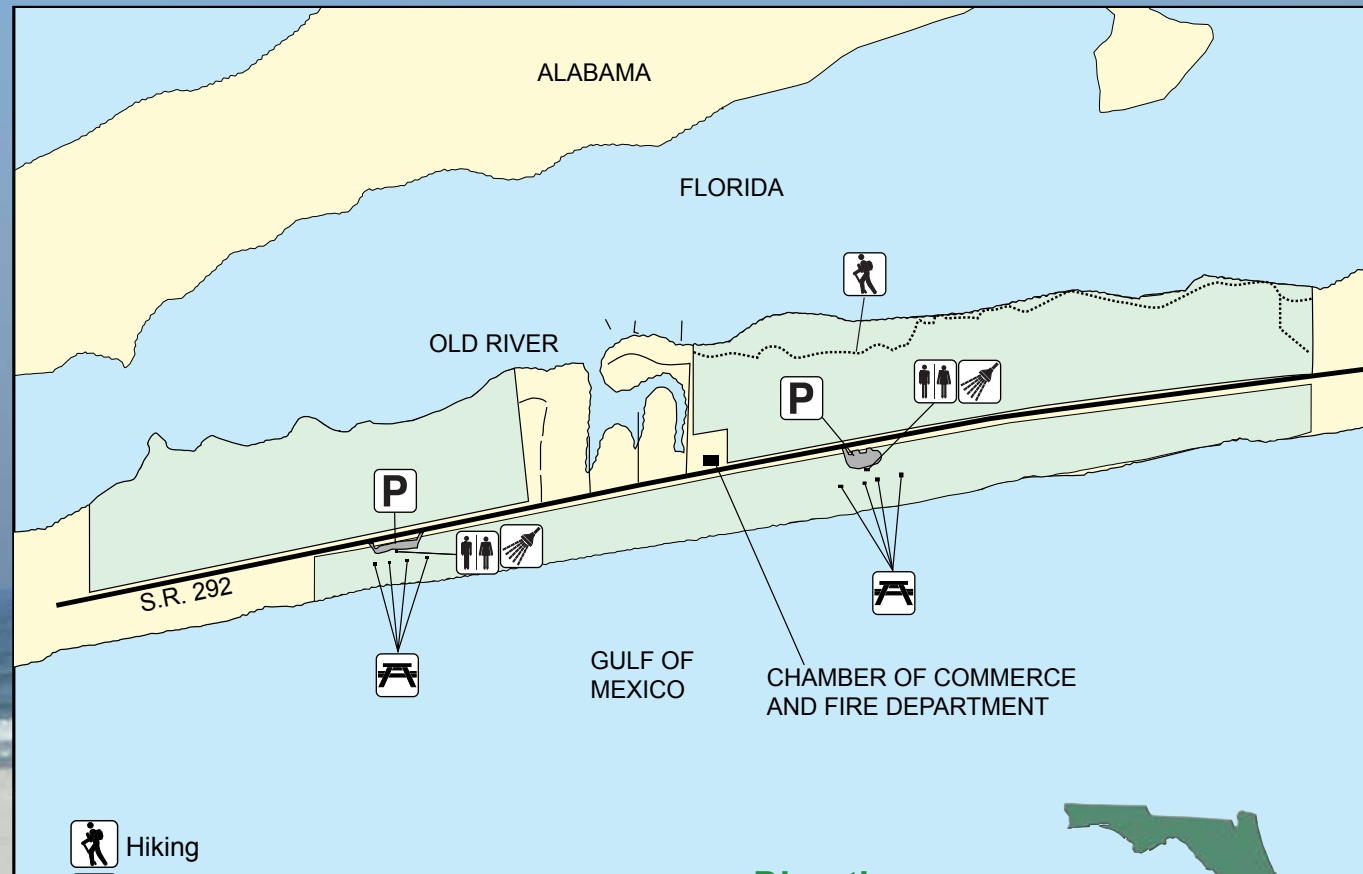 ALABAMA
FLORIDA
OLD RIVER
P
P
S.R. 292
GULF OF
MEXICO
CHAMBER OF COMMERCE
AND FIRE DEPARTMENT
Hiking